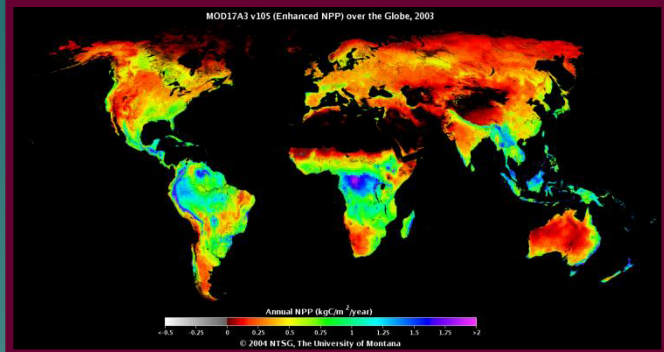 MOD17A3 v105 (Enhanced NPP) over the Globe, 2003
Annual NPP (kgC/m²/year)
<-0.5 -0.25 0 0.25 0.5 0.75 1 1.25 1.5 1.75 >2
© 2004 NTSG, The University of Montana